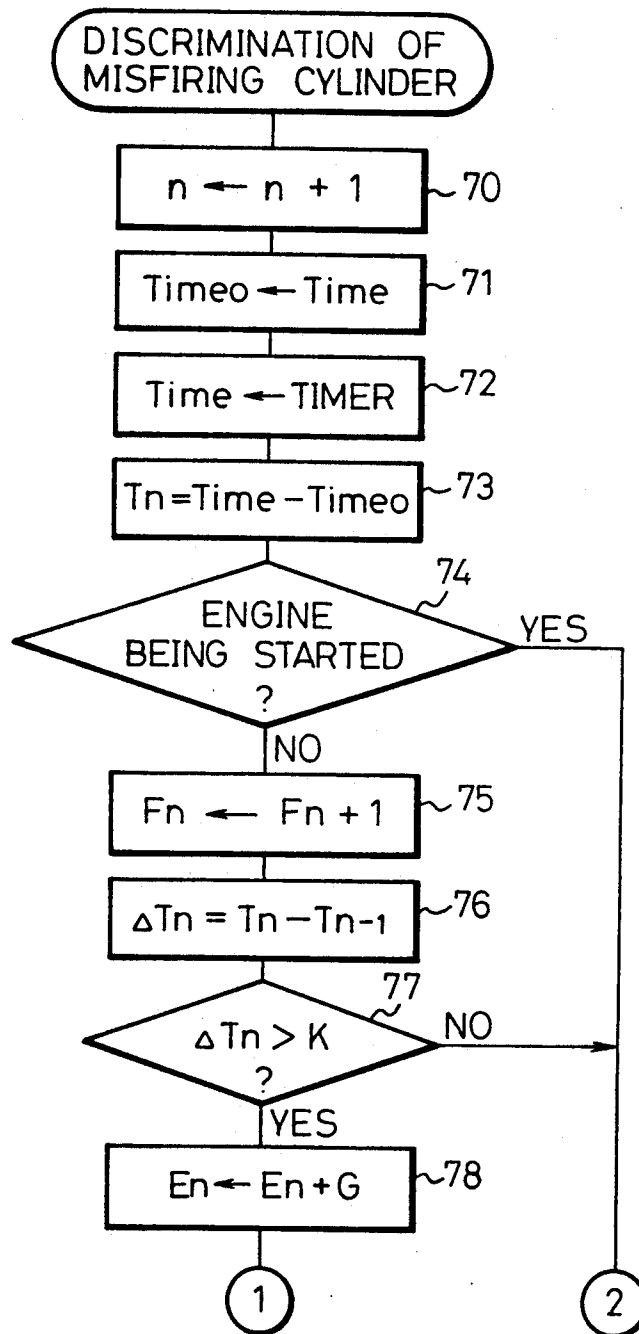 DISCRIMINATION OF
MISFIRING CYLINDER
n ← n + 1
70
Timeo ← Time
71
Time ← TIMER
72
Tn = Time − Timeo
73
74
ENGINE
BEING STARTED
?
YES
NO
Fn ← Fn + 1
75
△Tn = Tn − Tn-1
76
77
△Tn > K
?
NO
YES
En ← En + G
78
1
2